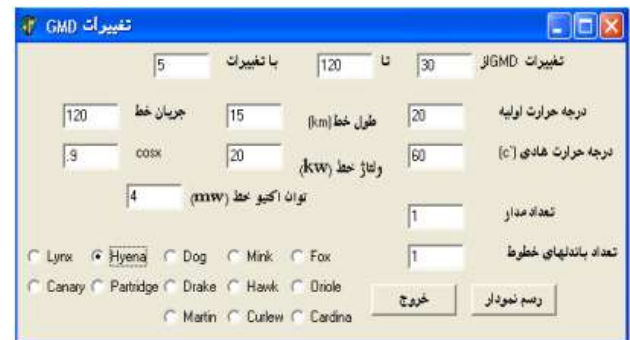 تغییرات GMD
تغییرات GMDاز 30 تا 120 با تغییرات 5
درجه حرارت اولیه 20 طول خط (km) 15 جریان خط 120
درجه حرارت هادی (c°) 60 ولتاژ خط (kw) 20 cosx .9
توان اکتیو خط (mw) 4
تعداد مدار 1
تعداد باندلهای خطوط 1
Lynx Hyena Dog Mink Fox
Canary Partridge Drake Hawk Oriole
Martin Curlew Cardina
رسم نمودار خروج